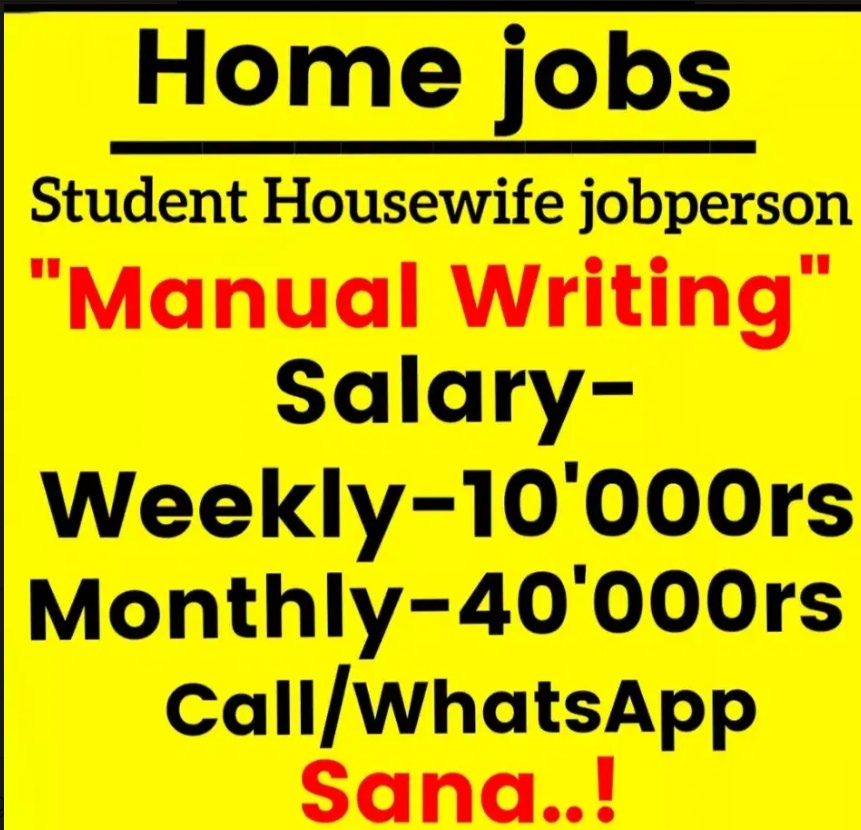 Home jobs
Student Housewife jobperson
"Manual Writing"
Salary-
Weekly-10'000rs
Monthly-40'000rs
Call/WhatsApp
Sana..!